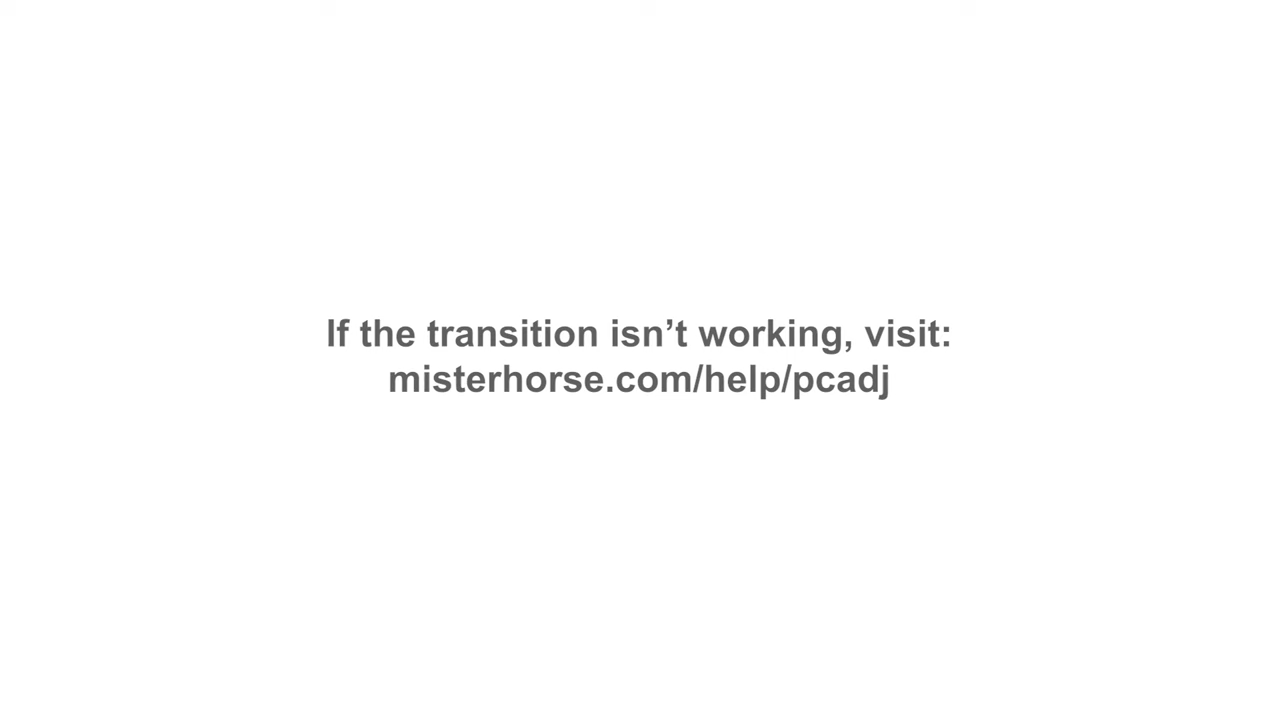 If the transition isn’t working, visit:
misterhorse.com/help/pcadj